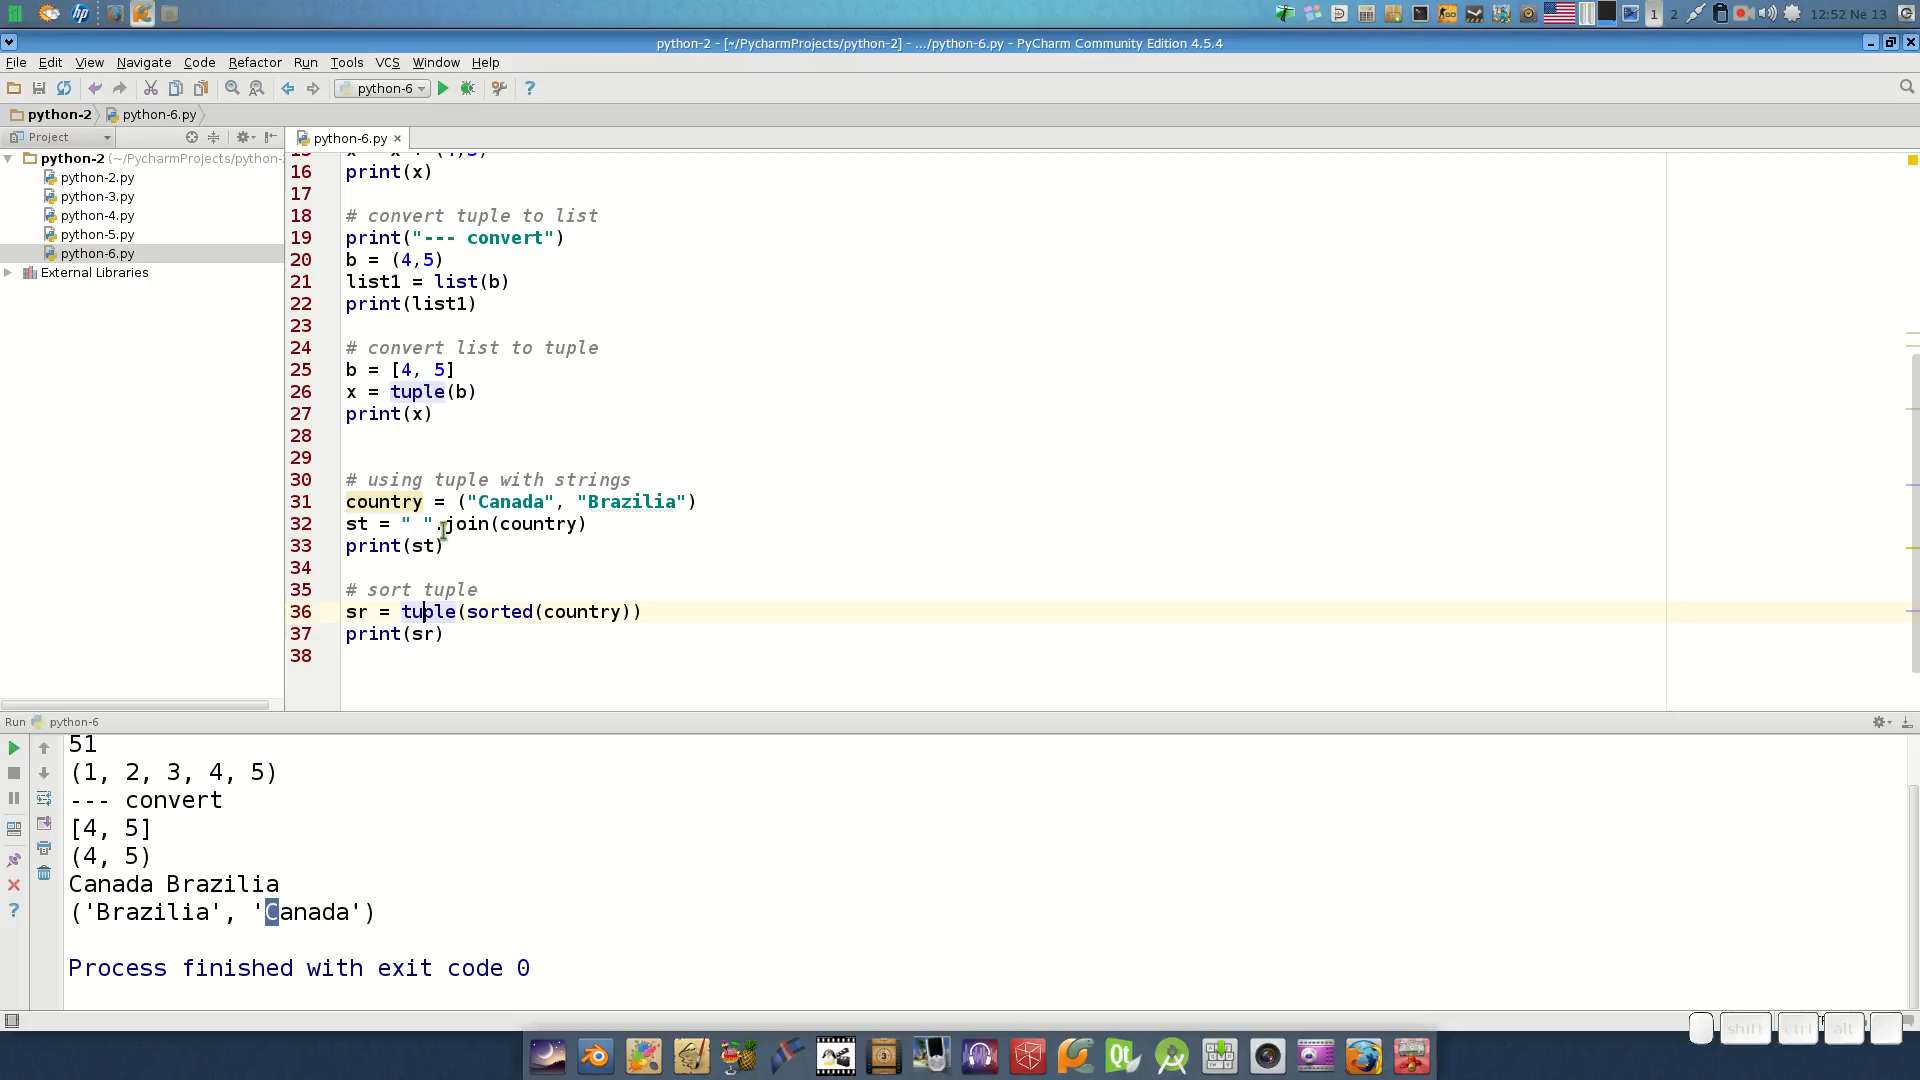 12:52 Ne 13
python-2 - [~/PycharmProjects/python-2] - .../python-6.py - PyCharm Community Edition 4.5.4
File Edit View Navigate Code Refactor Run Tools VCS Window Help
python-6
python-2 python-6.py
Project
python-6.py
python-2 (~/PycharmProjects/python-
python-2.py
python-3.py
python-4.py
python-5.py
python-6.py
External Libraries
16 print(x)
17
18 # convert tuple to list
19 print("--- convert")
20 b = (4,5)
21 list1 = list(b)
22 print(list1)
23
24 # convert list to tuple
25 b = [4, 5]
26 x = tuple(b)
27 print(x)
28
29
30 # using tuple with strings
31 country = ("Canada", "Brazilia")
32 st = " ".join(country)
33 print(st)
34
35 # sort tuple
36 sr = tuple(sorted(country))
37 print(sr)
38
Run python-6
51
(1, 2, 3, 4, 5)
--- convert
[4, 5]
(4, 5)
Canada Brazilia
('Brazilia', 'Canada')
Process finished with exit code 0
shift ctrl alt